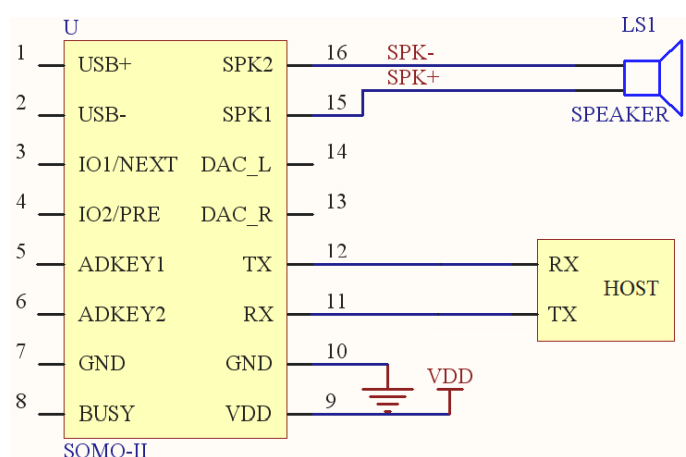 U
LS1
1 USB+ SPK2 16 SPK-
SPK+
2 USB- SPK1 15 SPEAKER
3 IO1/NEXT DAC_L 14
4 IO2/PRE DAC_R 13
5 ADKEY1 TX 12 RX
HOST
6 ADKEY2 RX 11 TX
7 GND GND 10
VDD
8 BUSY VDD 9
SOMO-II